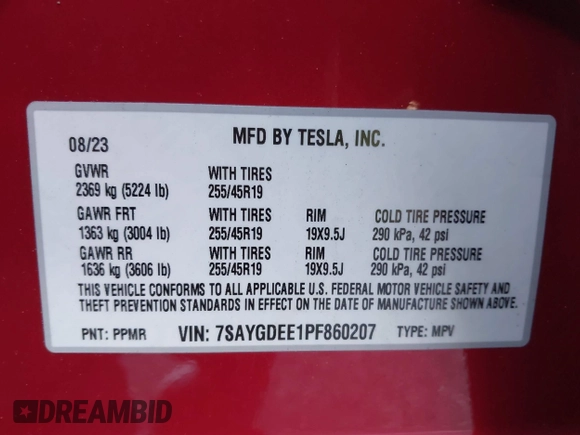 MFD BY TESLA, INC.
08/23
GVWR WITH TIRES
2369 kg (5224 lb) 255/45R19
GAWR FRT WITH TIRES RIM COLD TIRE PRESSURE
1363 kg (3004 lb) 255/45R19 19X9.5J 290 kPa, 42 psi
GAWR RR WITH TIRES RIM COLD TIRE PRESSURE
1636 kg (3606 lb) 255/45R19 19X9.5J 290 kPa, 42 psi
THIS VEHICLE CONFORMS TO ALL APPLICABLE U.S. FEDERAL MOTOR VEHICLE SAFETY AND
THEFT PREVENTION STANDARDS IN EFFECT ON THE DATE OF MANUFACTURE SHOWN ABOVE.
PNT: PPMR VIN: 7SAYGDEE1PF860207 TYPE: MPV
DREAMBID